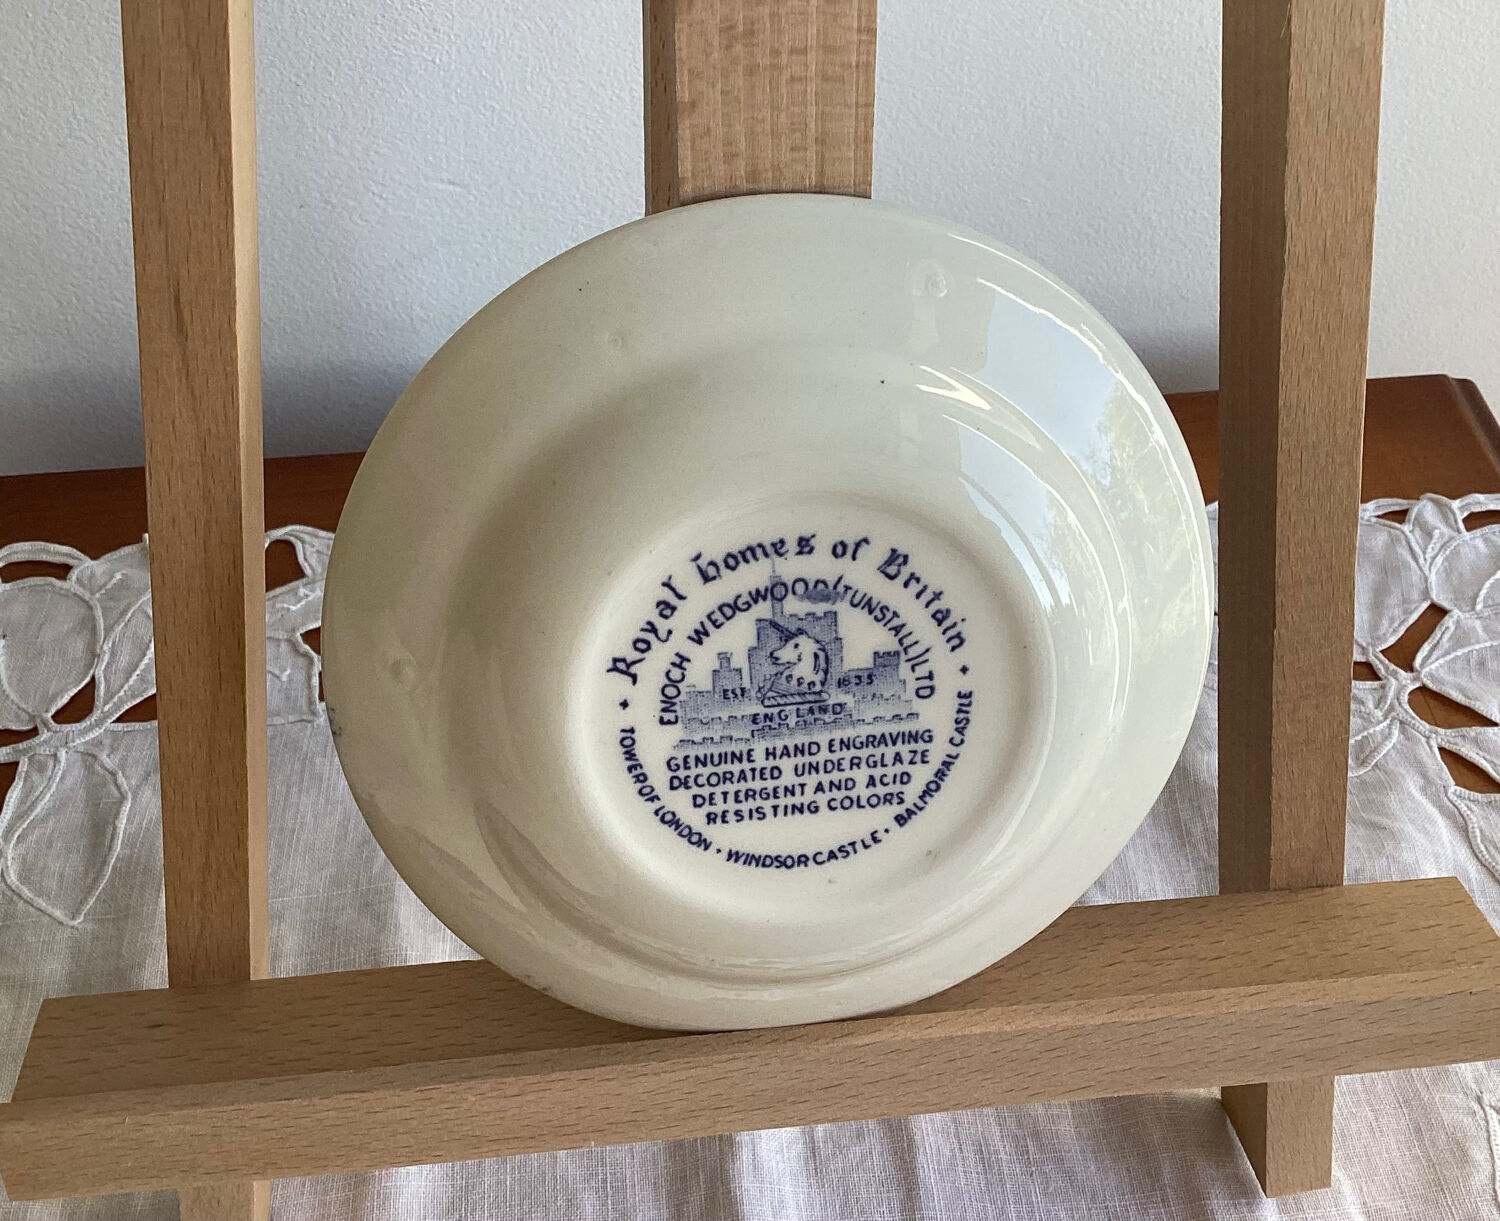 Royal homes of Britain
ENOCH WEDGWOOD (TUNSTALL) LTD
EST 1835
ENGLAND
GENUINE HAND ENGRAVING
DECORATED UNDERGLAZE
DETERGENT AND ACID
RESISTING COLORS
TOWER OF LONDON • WINDSOR CASTLE • BALMORAL CASTLE